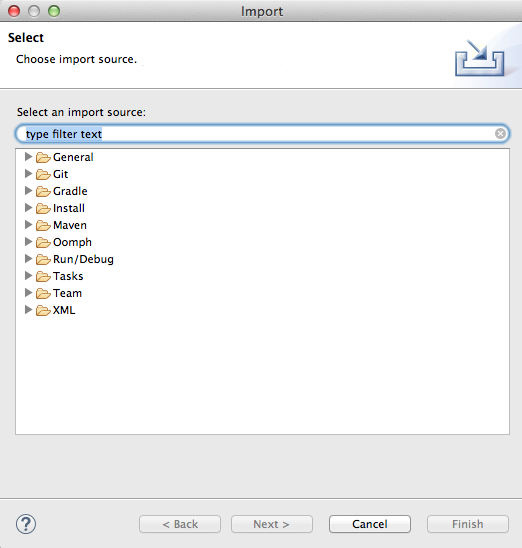 Import
Select
Choose import source.
Select an import source:
type filter text
General
Git
Gradle
Install
Maven
Oomph
Run/Debug
Tasks
Team
XML
?
< Back
Next >
Cancel
Finish